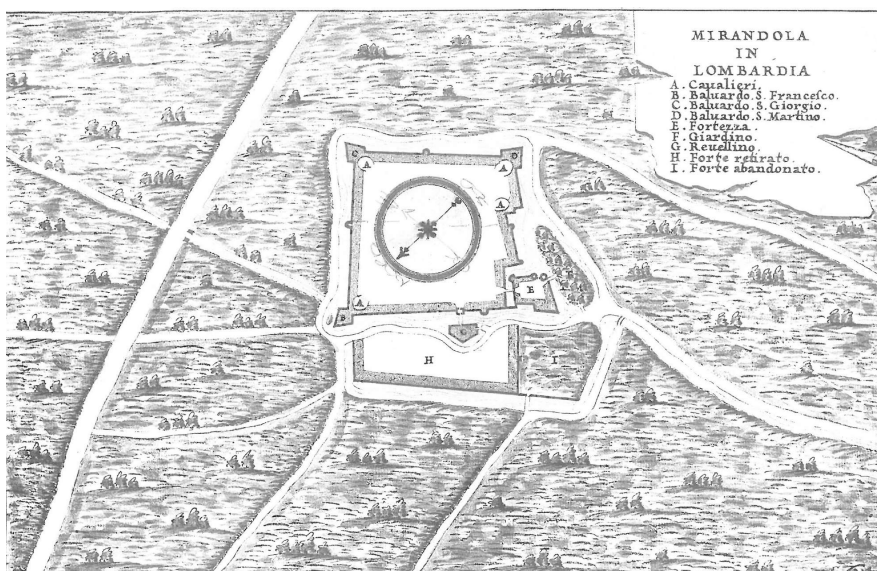 MIRANDOLA
IN
LOMBARDIA
A. Caualieri.
B. Baluardo. S. Francesco.
C. Baluardo. S. Giorgio.
D. Baluardo. S. Martino.
E. Fortezza.
F. Giardino.
G. Reuellino.
H. Forte retirato.
I. Forte abandonato.
A
A
A
E
A
B
H
I